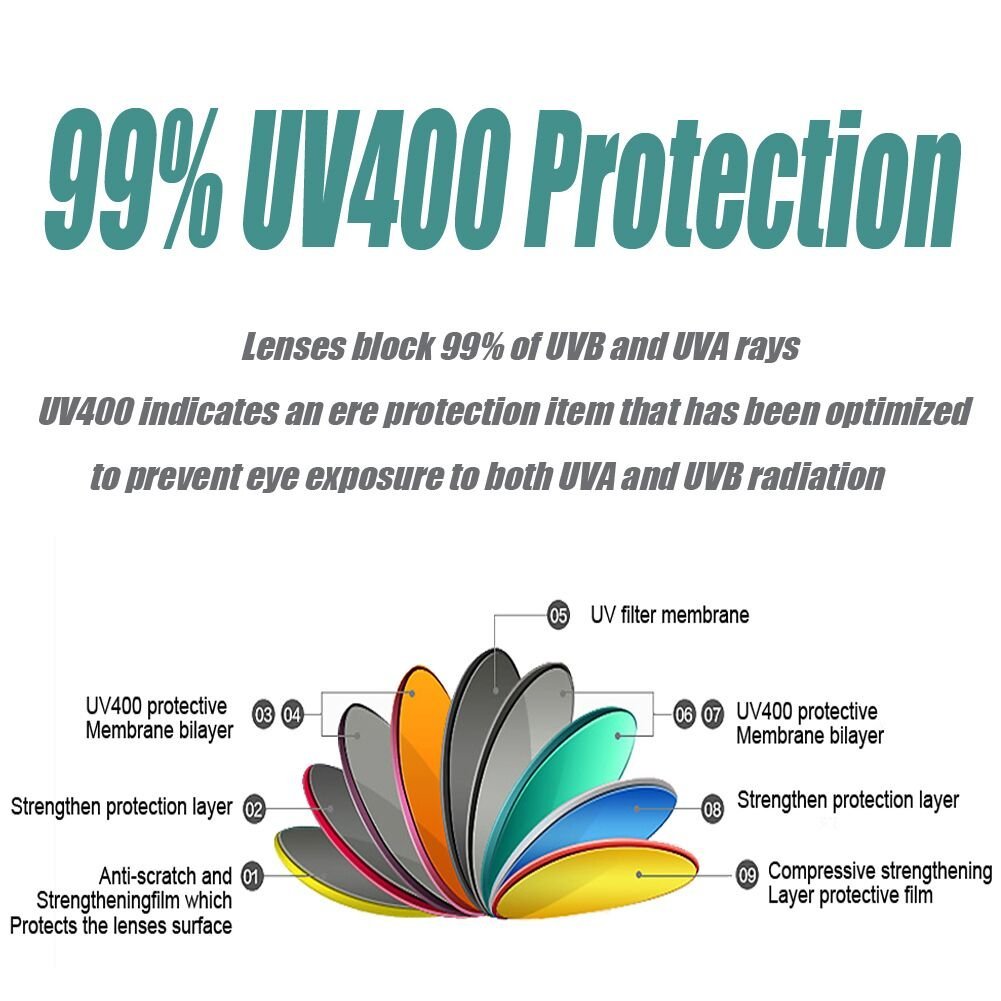 99% UV400 Protection
Lenses block 99% of UVB and UVA rays
UV400 indicates an ere protection item that has been optimized
to prevent eye exposure to both UVA and UVB radiation
05 UV filter membrane
UV400 protective
Membrane bilayer
03 04
06 07
UV400 protective
Membrane bilayer
Strengthen protection layer 02
08 Strengthen protection layer
Anti-scratch and
Strengtheningfilm which
Protects the lenses surface
01
09
Compressive strengthening
Layer protective film